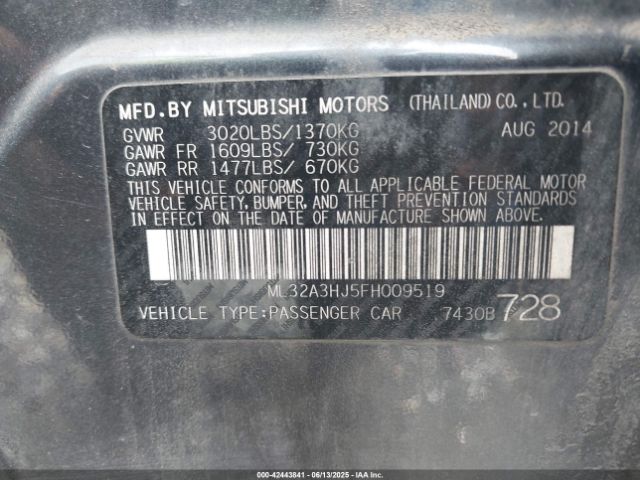 MFD.BY MITSUBISHI MOTORS (THAILAND)CO.,LTD.
GVWR 3020LBS/1370KG AUG 2014
GAWR FR 1609LBS/ 730KG
GAWR RR 1477LBS/ 670KG
THIS VEHICLE CONFORMS TO ALL APPLICABLE FEDERAL MOTOR
VEHICLE SAFETY, BUMPER, AND THEFT PREVENTION STANDARDS
IN EFFECT ON THE DATE OF MANUFACTURE SHOWN ABOVE.
ML32A3HJ5FH009519
VEHICLE TYPE:PASSENGER CAR 7430B 728
000-42443841 - 06/13/2025 - IAAI.COM